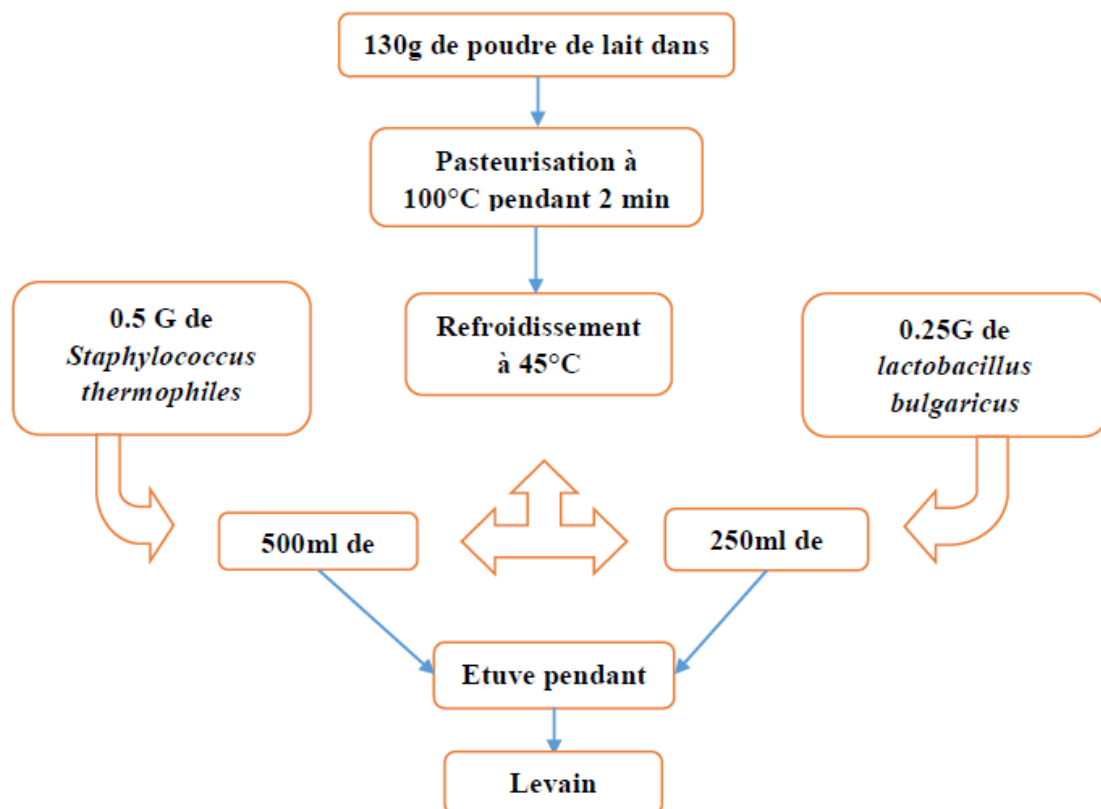 130g de poudre de lait dans
Pasteurisation à
100°C pendant 2 min
Refroidissement
à 45°C
0.5 G de
Staphylococcus
thermophiles
0.25G de
lactobacillus
bulgaricus
500ml de
250ml de
Etuve pendant
Levain